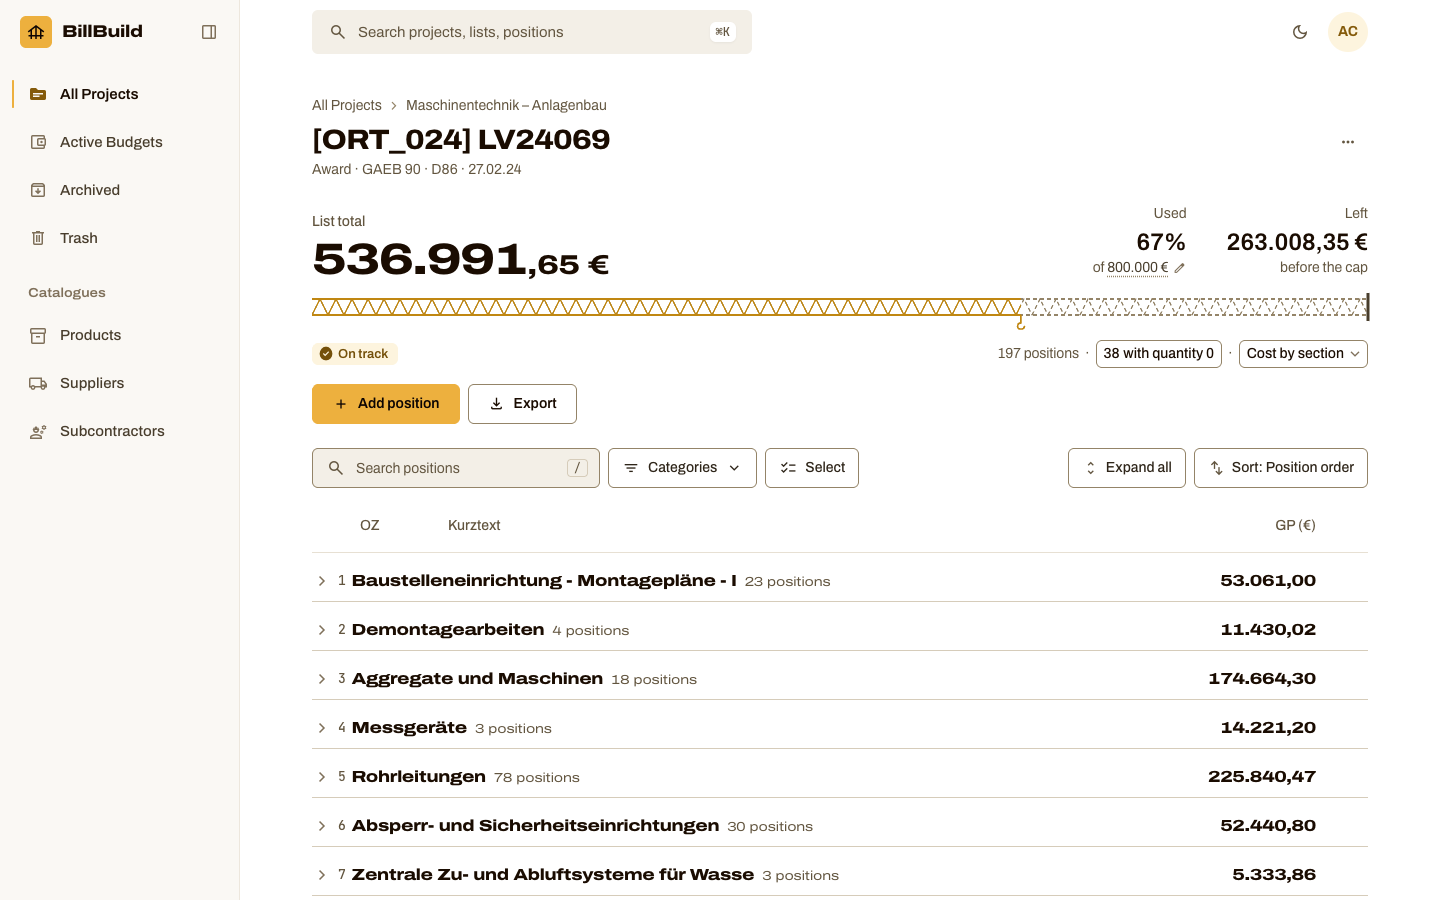 BillBuild
Search projects, lists, positions
⌘K
AC
All Projects
Active Budgets
Archived
Trash
Catalogues
Products
Suppliers
Subcontractors
All Projects > Maschinentechnik – Anlagenbau
[ORT_024] LV24069
Award · GAEB 90 · D86 · 27.02.24
List total
536.991,65 €
Used
67%
of 800.000 €
Left
263.008,35 €
before the cap
On track
197 positions · 38 with quantity 0 · Cost by section
Add position
Export
Search positions /
Categories
Select
Expand all
Sort: Position order
OZ Kurztext GP (€)
1 Baustelleneinrichtung - Montagepläne - I 23 positions 53.061,00
2 Demontagearbeiten 4 positions 11.430,02
3 Aggregate und Maschinen 18 positions 174.664,30
4 Messgeräte 3 positions 14.221,20
5 Rohrleitungen 78 positions 225.840,47
6 Absperr- und Sicherheitseinrichtungen 30 positions 52.440,80
7 Zentrale Zu- und Abluftsysteme für Wasse 3 positions 5.333,86